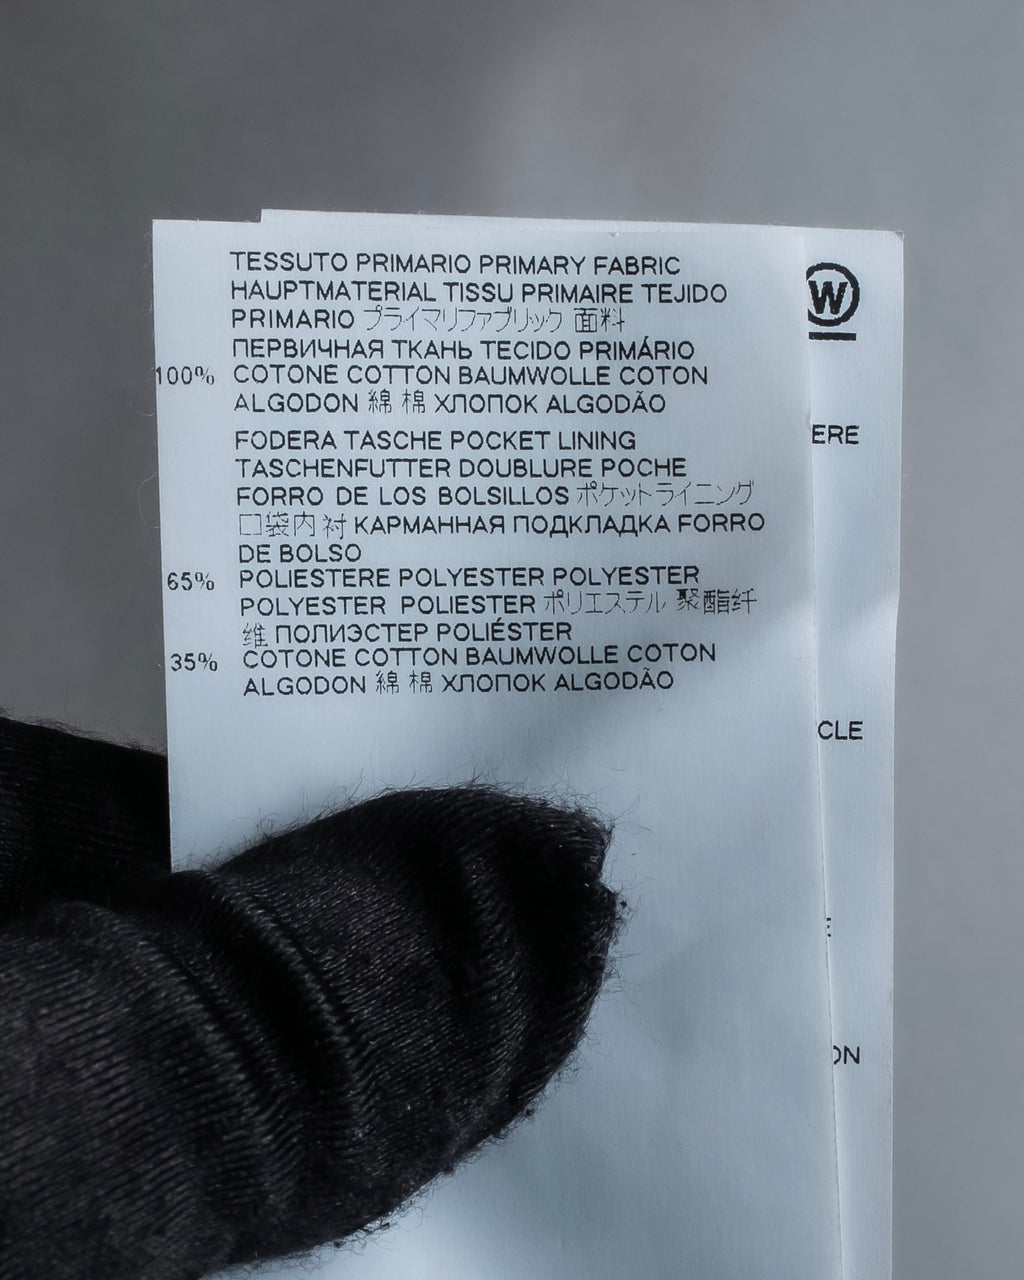 TESSUTO PRIMARIO PRIMARY FABRIC
HAUPTMATERIAL TISSU PRIMAIRE TEJIDO
PRIMARIO プライマリファブリック 面料
ПЕРВИЧНАЯ ТКАНЬ TECIDO PRIMÁRIO
100% COTONE COTTON BAUMWOLLE COTON
ALGODON 綿 棉 ХЛОПОК ALGODÃO
FODERA TASCHE POCKET LINING
TASCHENFUTTER DOUBLURE POCHE
FORRO DE LOS BOLSILLOS ポケットライニング
口袋内衬 КАРМАННАЯ ПОДКЛАДКА FORRO
DE BOLSO
65% POLIESTERE POLYESTER POLYESTER
POLYESTER POLIESTER ポリエステル 聚酯纤
维 ПОЛИЭСТЕР POLIÉSTER
35% COTONE COTTON BAUMWOLLE COTON
ALGODON 綿 棉 ХЛОПОК ALGODÃO
W
ERE
CLE
E
ON